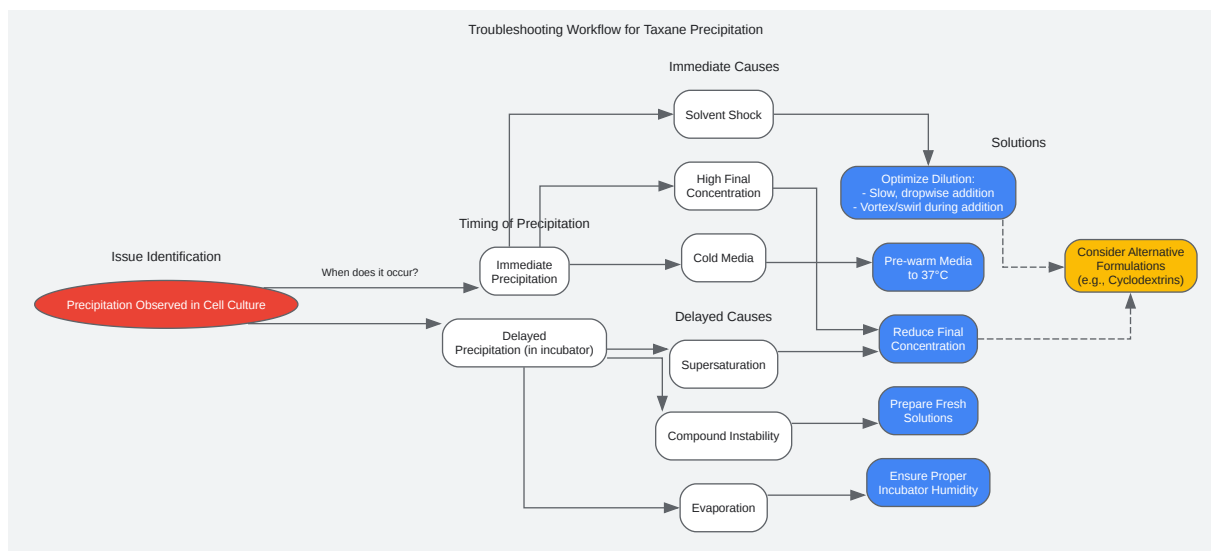 Troubleshooting Workflow for Taxane Precipitation
Immediate Causes
Solvent Shock
Solutions
High Final
Concentration
Optimize Dilution:
- Slow, dropwise addition
- Vortex/swirl during addition
Timing of Precipitation
Issue Identification
When does it occur?
Immediate
Precipitation
Cold Media
Pre-warm Media
to 37°C
Consider Alternative
Formulations
(e.g., Cyclodextrins)
Precipitation Observed in Cell Culture
Delayed Causes
Delayed
Precipitation (in incubator)
Reduce Final
Concentration
Supersaturation
Prepare Fresh
Solutions
Compound Instability
Ensure Proper
Incubator Humidity
Evaporation